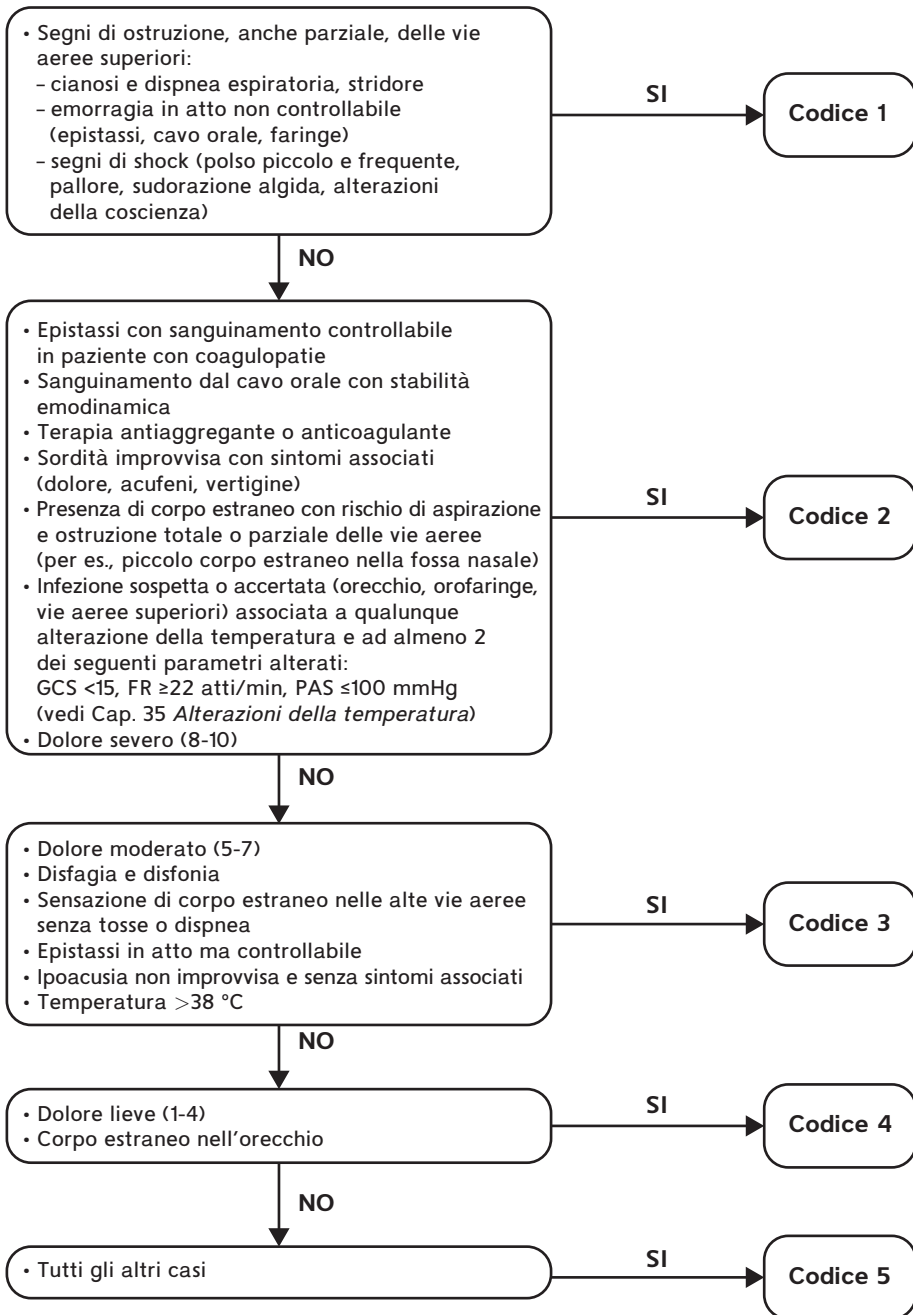 • Segni di ostruzione, anche parziale, delle vie
aeree superiori:
– cianosi e dispnea espiratoria, stridore
– emorragia in atto non controllabile
(epistassi, cavo orale, faringe)
– segni di shock (polso piccolo e frequente,
pallore, sudorazione algida, alterazioni
della coscienza)
SI
Codice 1
NO
• Epistassi con sanguinamento controllabile
in paziente con coagulopatie
• Sanguinamento dal cavo orale con stabilità
emodinamica
• Terapia antiaggregante o anticoagulante
• Sordità improvvisa con sintomi associati
(dolore, acufeni, vertigine)
• Presenza di corpo estraneo con rischio di aspirazione
e ostruzione totale o parziale delle vie aeree
(per es., piccolo corpo estraneo nella fossa nasale)
• Infezione sospetta o accertata (orecchio, orofaringe,
vie aeree superiori) associata a qualunque
alterazione della temperatura e ad almeno 2
dei seguenti parametri alterati:
GCS <15, FR ≥22 atti/min, PAS ≤100 mmHg
(vedi Cap. 35 Alterazioni della temperatura)
• Dolore severo (8-10)
SI
Codice 2
NO
• Dolore moderato (5-7)
• Disfagia e disfonia
• Sensazione di corpo estraneo nelle alte vie aeree
senza tosse o dispnea
• Epistassi in atto ma controllabile
• Ipoacusia non improvvisa e senza sintomi associati
• Temperatura >38 °C
SI
Codice 3
NO
• Dolore lieve (1-4)
• Corpo estraneo nell'orecchio
SI
Codice 4
NO
• Tutti gli altri casi
SI
Codice 5